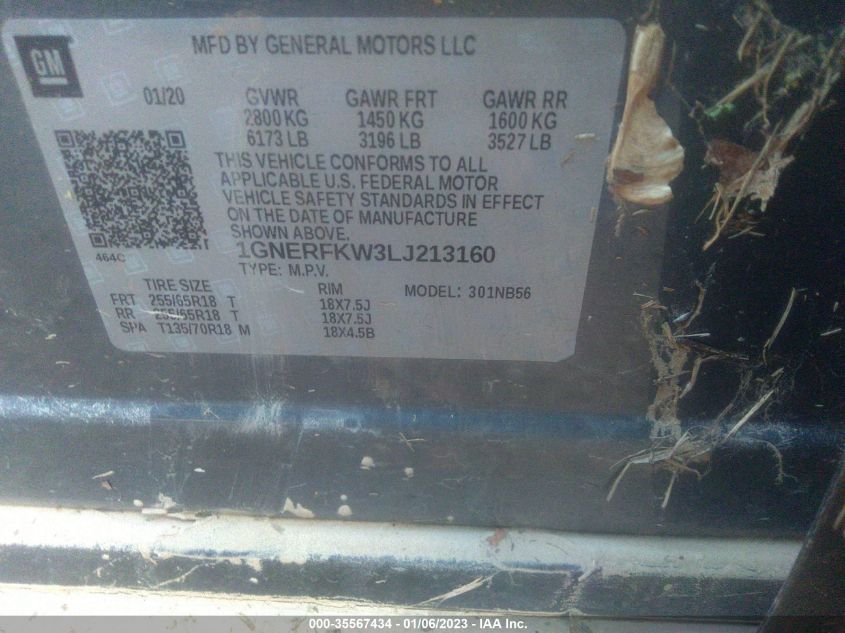 GM
MFD BY GENERAL MOTORS LLC
01/20 GVWR GAWR FRT GAWR RR
2800 KG 1450 KG 1600 KG
6173 LB 3196 LB 3527 LB
THIS VEHICLE CONFORMS TO ALL
APPLICABLE U.S. FEDERAL MOTOR
VEHICLE SAFETY STANDARDS IN EFFECT
ON THE DATE OF MANUFACTURE
SHOWN ABOVE.
464C 1GNERFKW3LJ213160
TYPE: M.P.V.
TIRE SIZE RIM MODEL: 301NB56
FRT 255/65R18 T 18X7.5J
RR 255/65R18 T 18X7.5J
SPA T135/70R18 M 18X4.5B
000-35567434 - 01/06/2023 - IAA Inc.